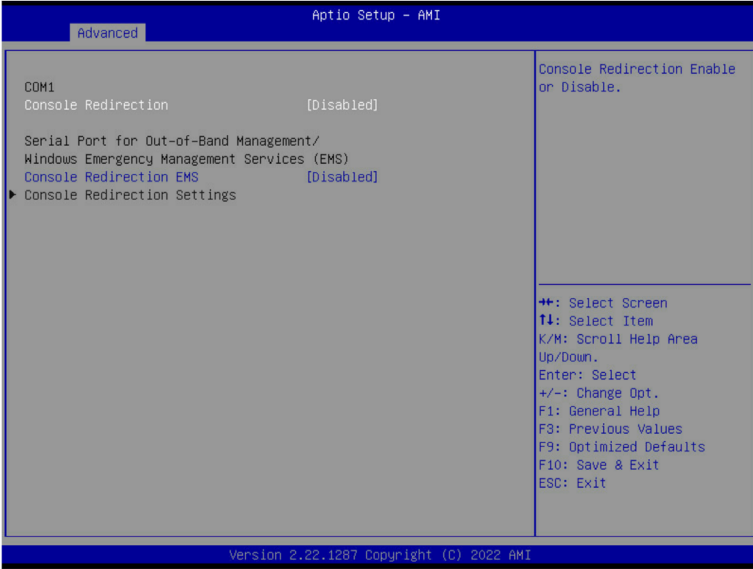 Aptio Setup – AMI
Advanced
COM1
Console Redirection [Disabled]
Serial Port for Out-of-Band Management/
Windows Emergency Management Services (EMS)
Console Redirection EMS [Disabled]
Console Redirection Settings
Console Redirection Enable
or Disable.
→←: Select Screen
↑↓: Select Item
K/M: Scroll Help Area
Up/Down.
Enter: Select
+/-: Change Opt.
F1: General Help
F3: Previous Values
F9: Optimized Defaults
F10: Save & Exit
ESC: Exit
Version 2.22.1287 Copyright (C) 2022 AMI